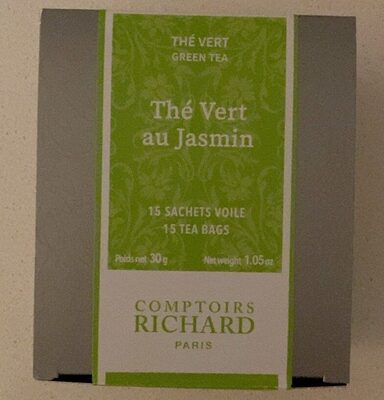 THÉ VERT
GREEN TEA
Thé Vert
au Jasmin
15 SACHETS VOILE
15 TEA BAGS
Poids net 30g Net weight 1.05 oz
COMPTOIRS
RICHARD
PARIS